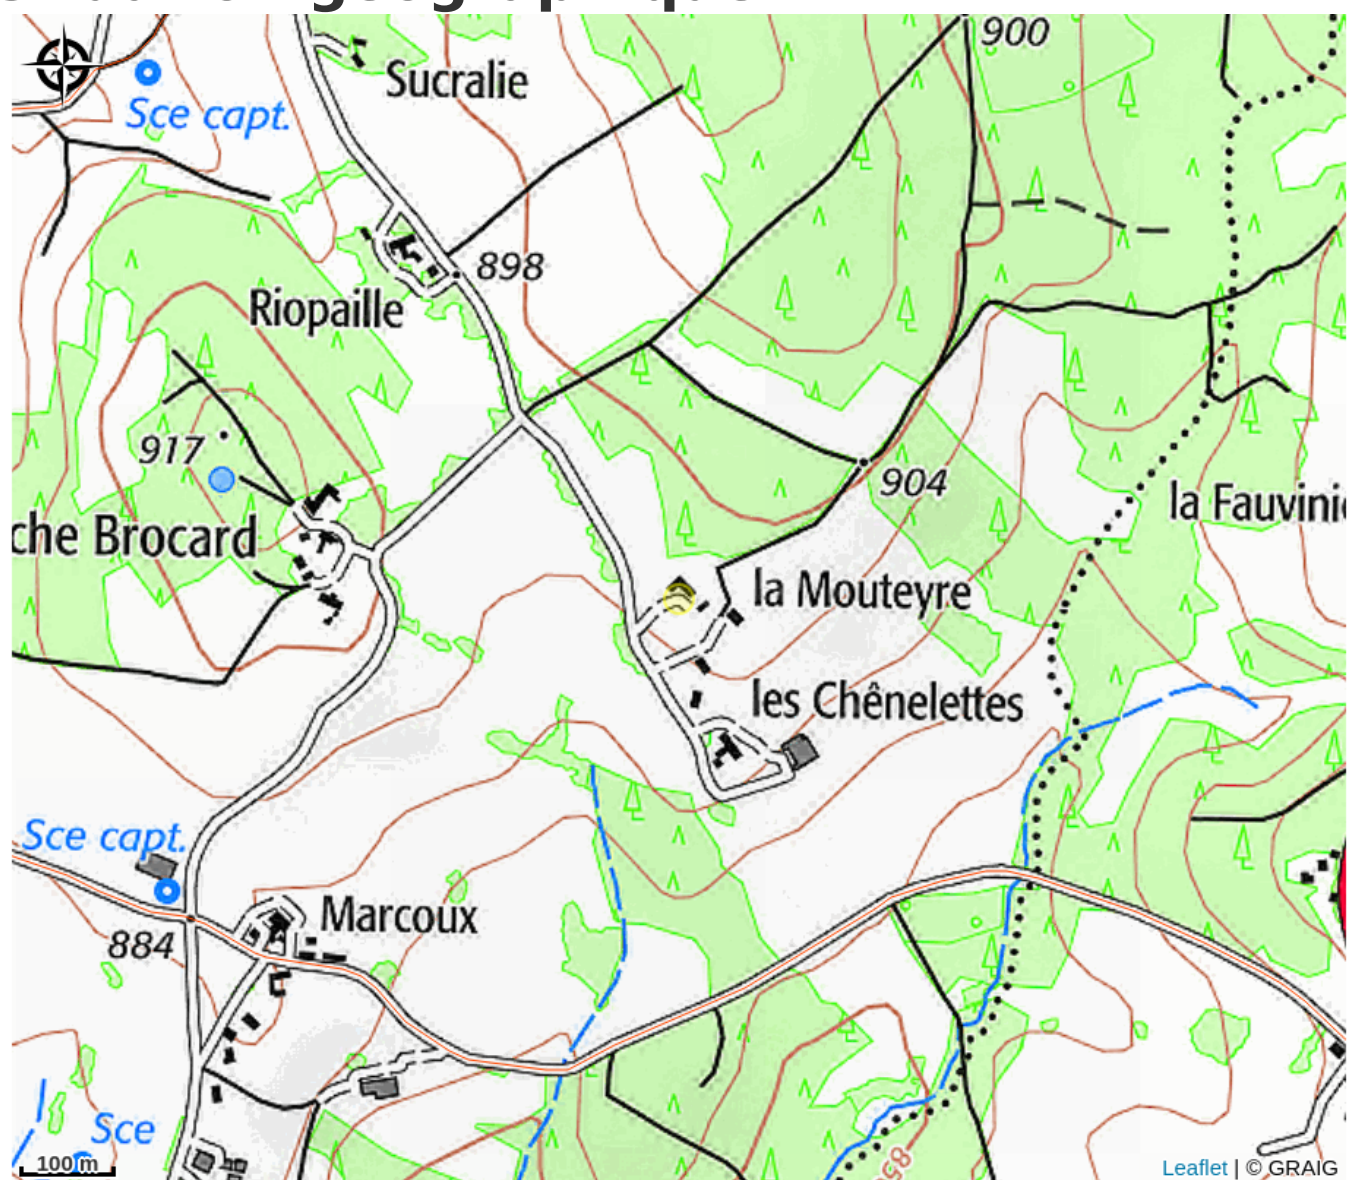 900
Sucralie
Sce capt.
898
Riopaille
917
904
che Brocard
la Fauvini
la Mouteyre
les Chênelettes
Sce capt.
884
Marcoux
Sce
100 m
Leaflet | © GRAIG